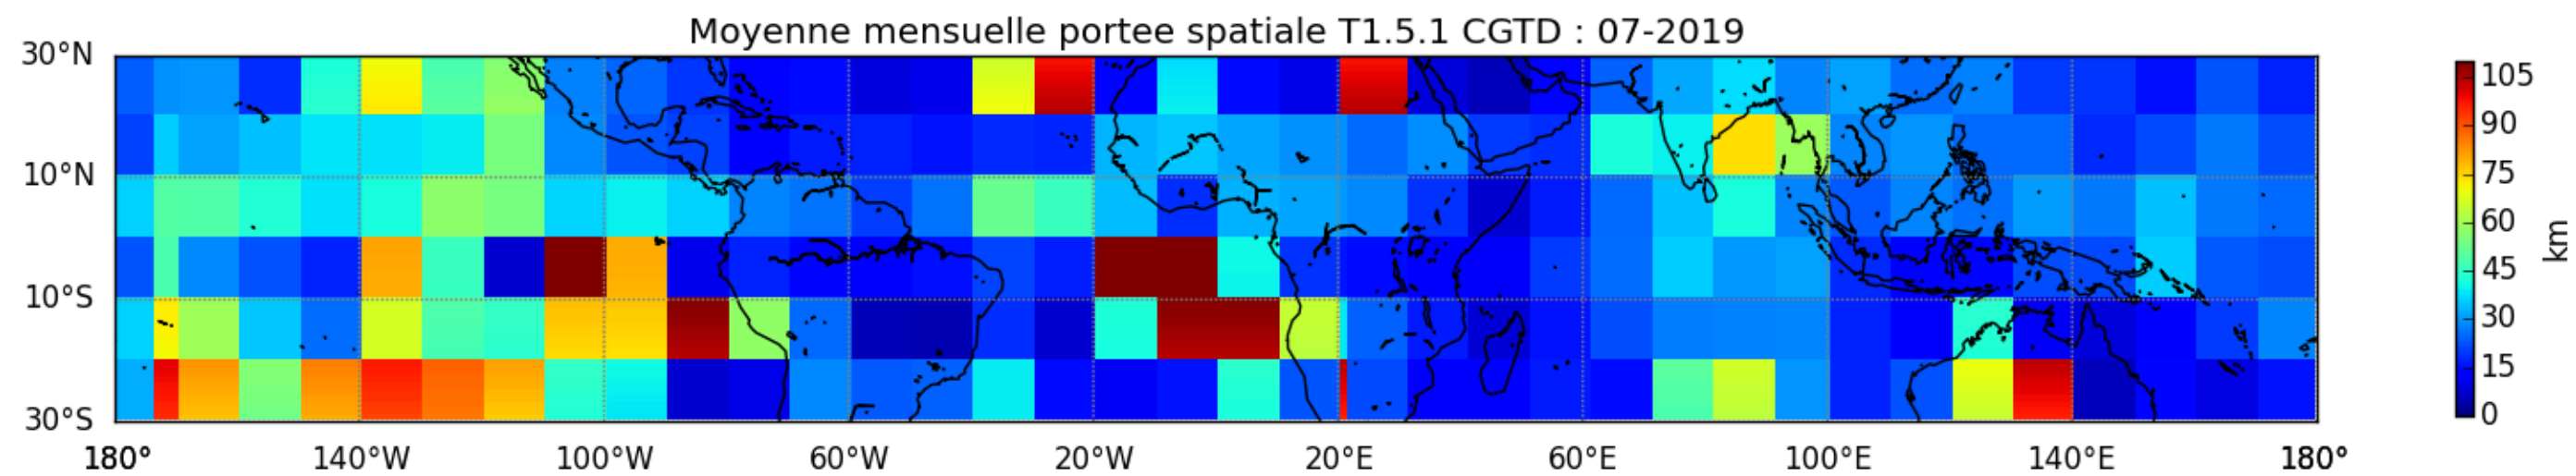 Moyenne mensuelle portee spatiale T1.5.1 CGTD : 07-2019
30°N
10°N
10°S
30°S
180° 140°W 100°W 60°W 20°W 20°E 60°E 100°E 140°E 180°
105
90
75
60
45
30
15
0
km